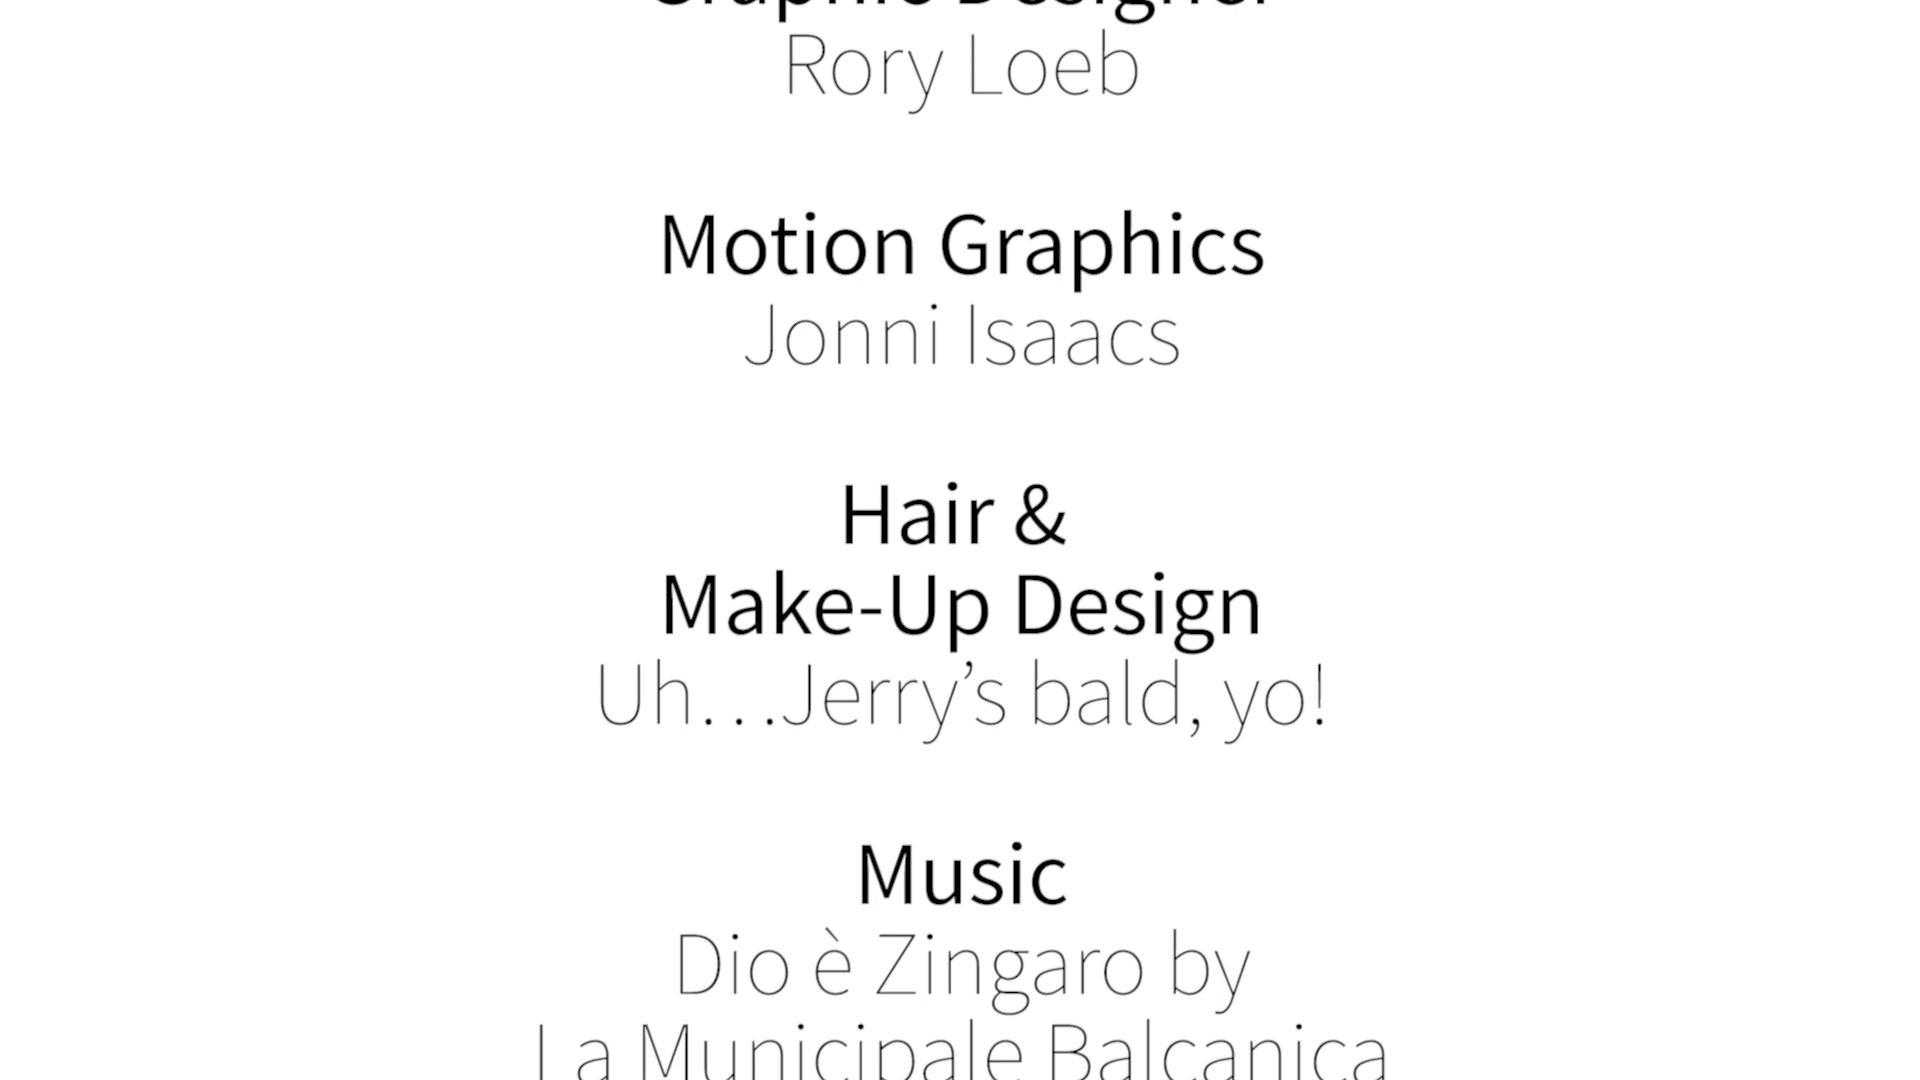 Graphic Designer
Rory Loeb
Motion Graphics
Jonni Isaacs
Hair &
Make-Up Design
Uh…Jerry’s bald, yo!
Music
Dio è Zingaro by
La Municipale Balcanica